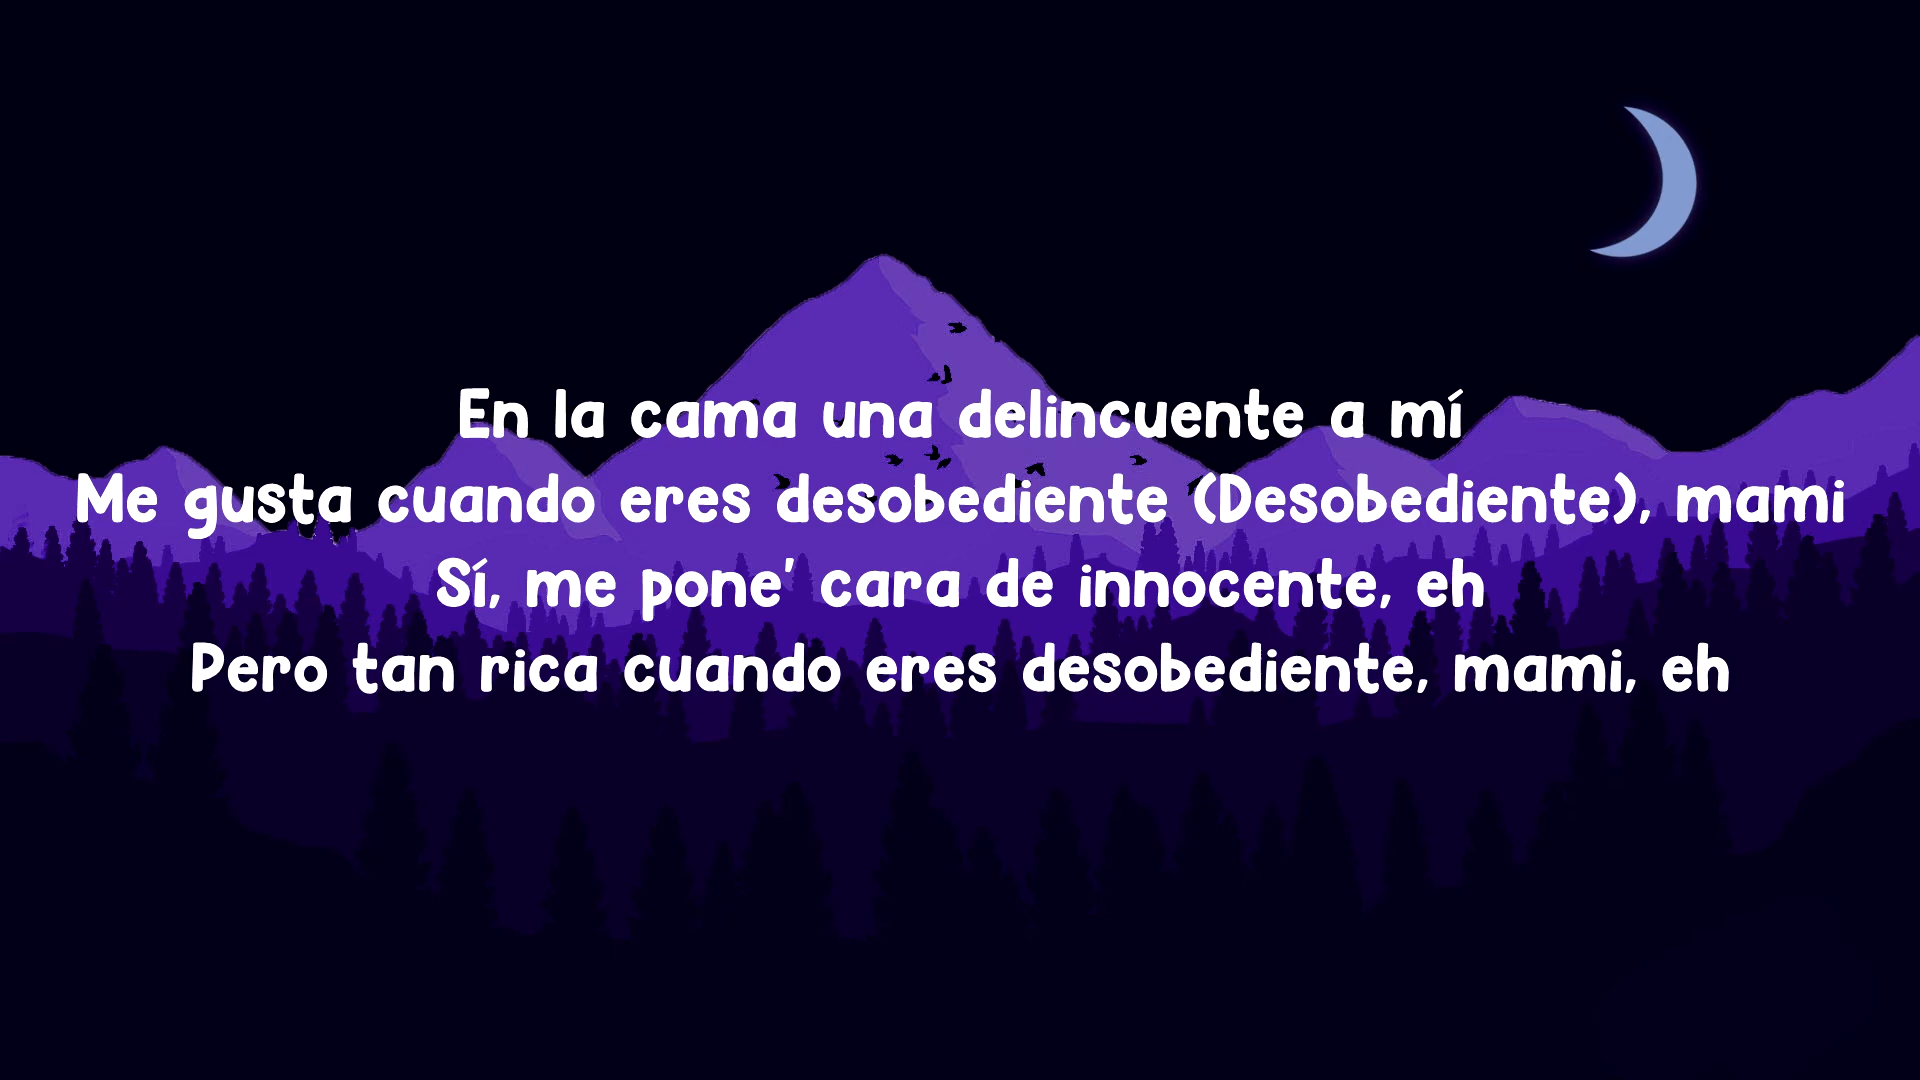 En la cama una delincuente a mí
Me gusta cuando eres desobediente (Desobediente), mami
Sí, me pone' cara de innocente, eh
Pero tan rica cuando eres desobediente, mami, eh